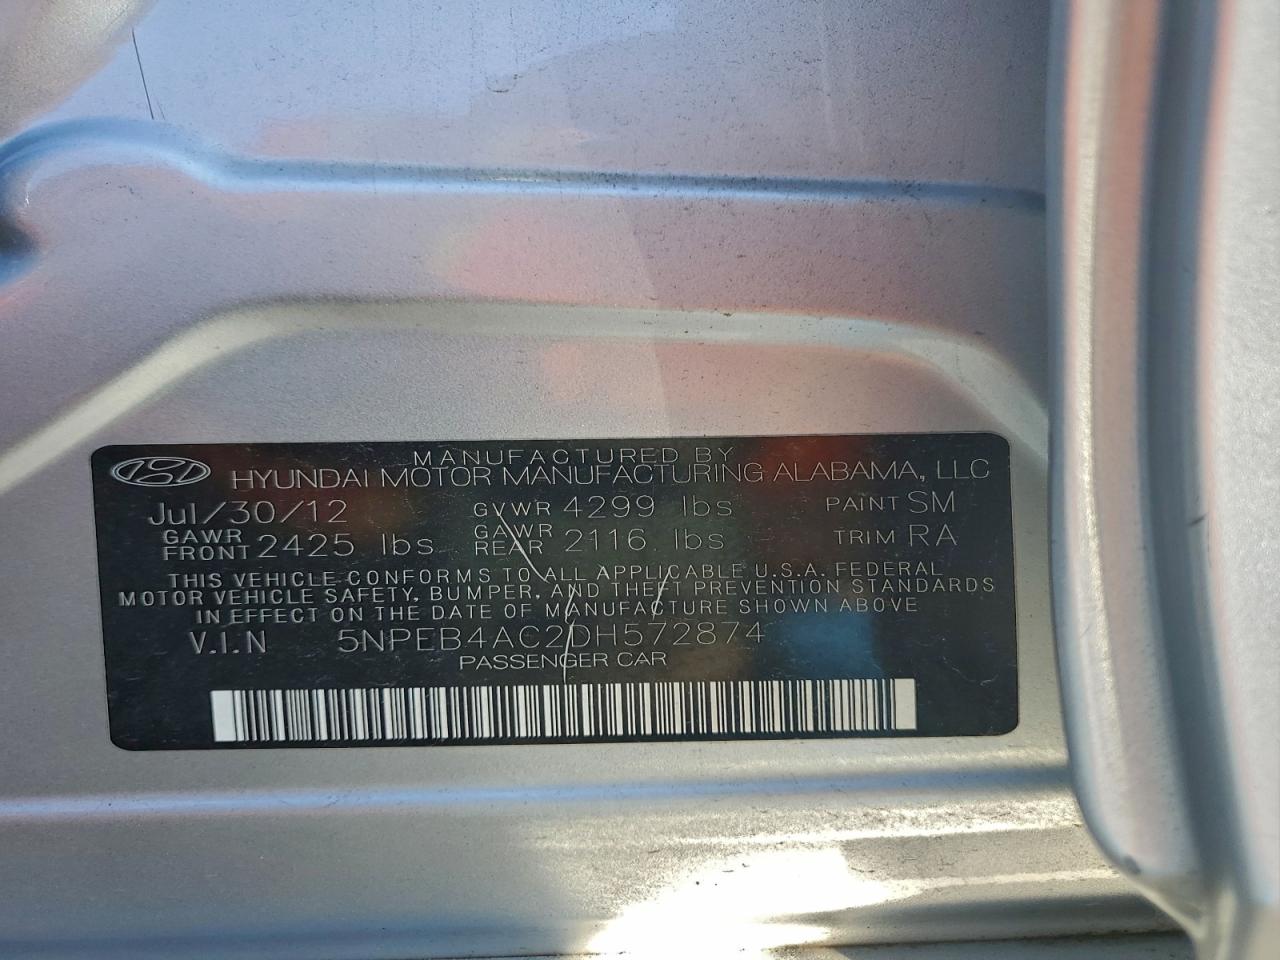 MANUFACTURED BY
HYUNDAI MOTOR MANUFACTURING ALABAMA, LLC
Jul/30/12 GVWR 4299 lbs PAINT SM
GAWR FRONT 2425 lbs GAWR REAR 2116 lbs TRIM RA
THIS VEHICLE CONFORMS TO ALL APPLICABLE U.S.A. FEDERAL
MOTOR VEHICLE SAFETY, BUMPER, AND THEFT PREVENTION STANDARDS
IN EFFECT ON THE DATE OF MANUFACTURE SHOWN ABOVE
V.I.N 5NPEB4AC2DH572874
PASSENGER CAR